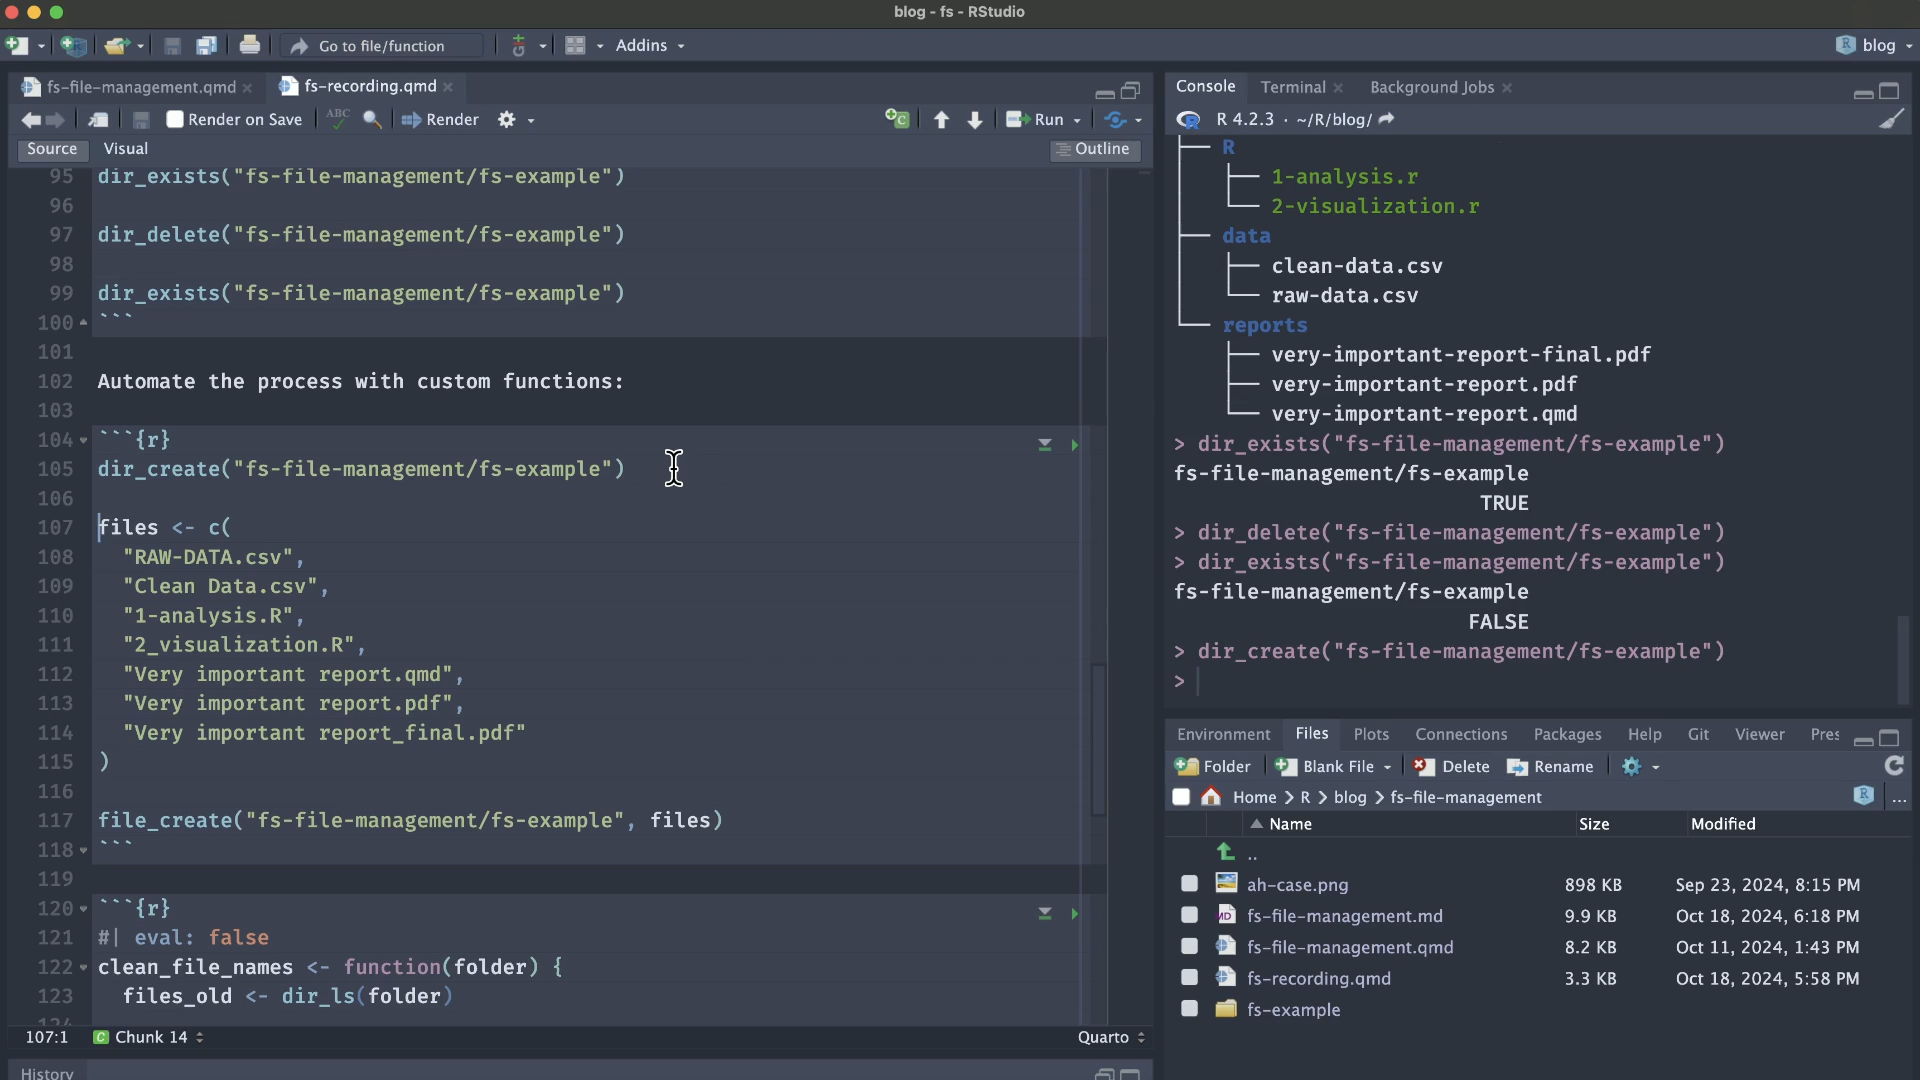 blog - fs - RStudio
Go to file/function
Addins
blog
fs-file-management.qmd
fs-recording.qmd
Render on Save
ABC
Render
Run
Source
Visual
Outline
95 dir_exists("fs-file-management/fs-example")
96
97 dir_delete("fs-file-management/fs-example")
98
99 dir_exists("fs-file-management/fs-example")
100 ```
101
102 Automate the process with custom functions:
103
104 ```{r}
105 dir_create("fs-file-management/fs-example")
106
107 files <- c(
108 "RAW-DATA.csv",
109 "Clean Data.csv",
110 "1-analysis.R",
111 "2_visualization.R",
112 "Very important report.qmd",
113 "Very important report.pdf",
114 "Very important report_final.pdf"
115 )
116
117 file_create("fs-file-management/fs-example", files)
118 ```
119
120 ```{r}
121 #| eval: false
122 clean_file_names <- function(folder) {
123 files_old <- dir_ls(folder)
107:1
Chunk 14
Quarto
History
Console
Terminal
Background Jobs
R 4.2.3 · ~/R/blog/
├── R
│ ├── 1-analysis.r
│ └── 2-visualization.r
├── data
│ ├── clean-data.csv
│ └── raw-data.csv
└── reports
├── very-important-report-final.pdf
├── very-important-report.pdf
└── very-important-report.qmd
> dir_exists("fs-file-management/fs-example")
fs-file-management/fs-example
TRUE
> dir_delete("fs-file-management/fs-example")
> dir_exists("fs-file-management/fs-example")
fs-file-management/fs-example
FALSE
> dir_create("fs-file-management/fs-example")
>
Environment
Files
Plots
Connections
Packages
Help
Git
Viewer
Pres
Folder
Blank File
Delete
Rename
Home > R > blog > fs-file-management
...
Name
Size
Modified
..
ah-case.png 898 KB Sep 23, 2024, 8:15 PM
fs-file-management.md 9.9 KB Oct 18, 2024, 6:18 PM
fs-file-management.qmd 8.2 KB Oct 11, 2024, 1:43 PM
fs-recording.qmd 3.3 KB Oct 18, 2024, 5:58 PM
fs-example